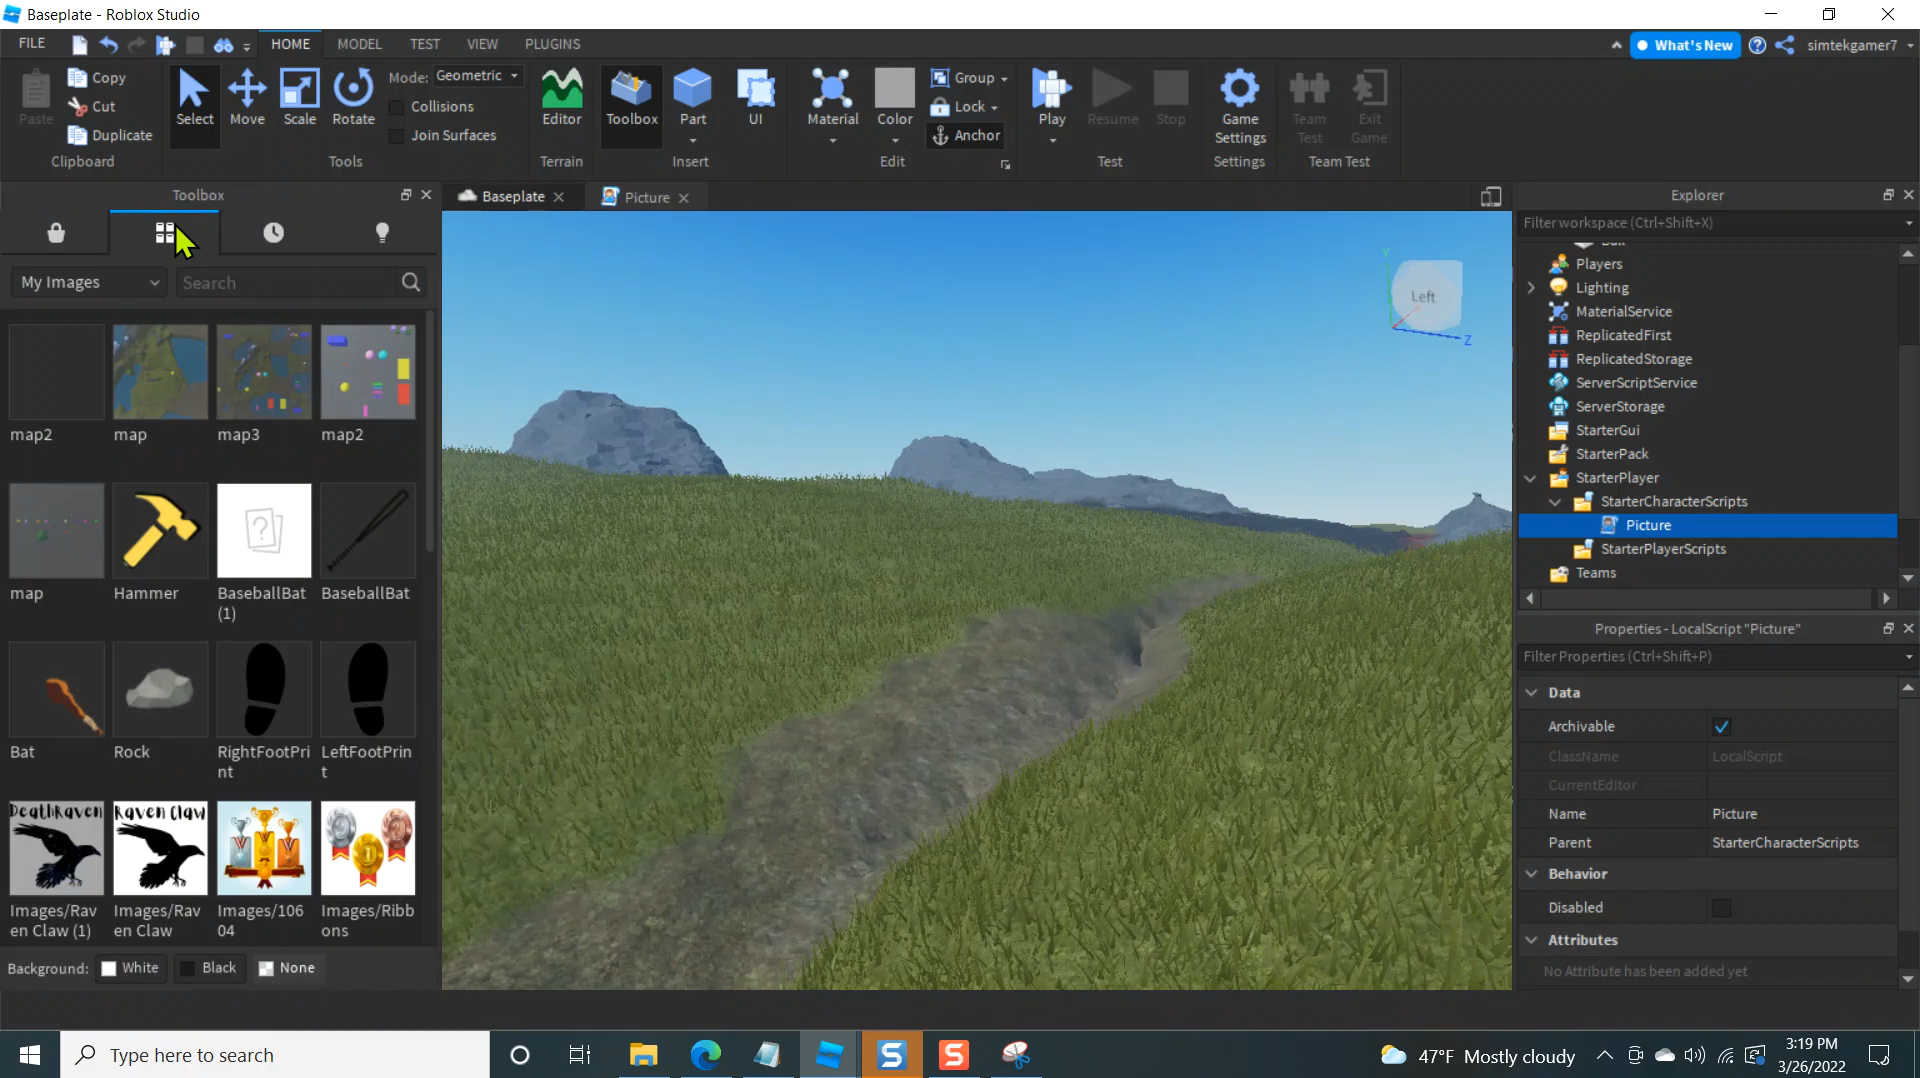 Baseplate - Roblox Studio
FILE
HOME
MODEL
TEST
VIEW
PLUGINS
What's New
simtekgamer7
Paste
Copy
Cut
Duplicate
Clipboard
Select
Move
Scale
Rotate
Mode: Geometric
Collisions
Join Surfaces
Tools
Editor
Terrain
Toolbox
Part
UI
Insert
Material
Color
Group
Lock
Anchor
Edit
Play
Resume
Stop
Test
Game
Settings
Settings
Team
Test
Exit
Game
Team Test
Toolbox
My Images
Search
map2
map
map3
map2
map
Hammer
BaseballBat
(1)
BaseballBat
Bat
Rock
RightFootPri
nt
LeftFootPrin
t
DeathRaven
Raven Claw
Images/Rav
en Claw (1)
Images/Rav
en Claw
Images/106
04
Images/Ribb
ons
Background:
White
Black
None
Baseplate
Picture
Left
Y
Z
Explorer
Filter workspace (Ctrl+Shift+X)
Players
Lighting
MaterialService
ReplicatedFirst
ReplicatedStorage
ServerScriptService
ServerStorage
StarterGui
StarterPack
StarterPlayer
StarterCharacterScripts
Picture
StarterPlayerScripts
Teams
Properties - LocalScript "Picture"
Filter Properties (Ctrl+Shift+P)
Data
Archivable
ClassName LocalScript
CurrentEditor
Name Picture
Parent StarterCharacterScripts
Behavior
Disabled
Attributes
No Attribute has been added yet
Type here to search
47°F Mostly cloudy
3:19 PM
3/26/2022